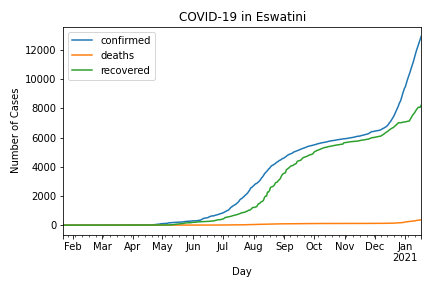 COVID-19 in Eswatini
confirmed
deaths
recovered
Number of Cases
12000
10000
8000
6000
4000
2000
0
Feb Mar Apr May Jun Jul Aug Sep Oct Nov Dec Jan
2021
Day